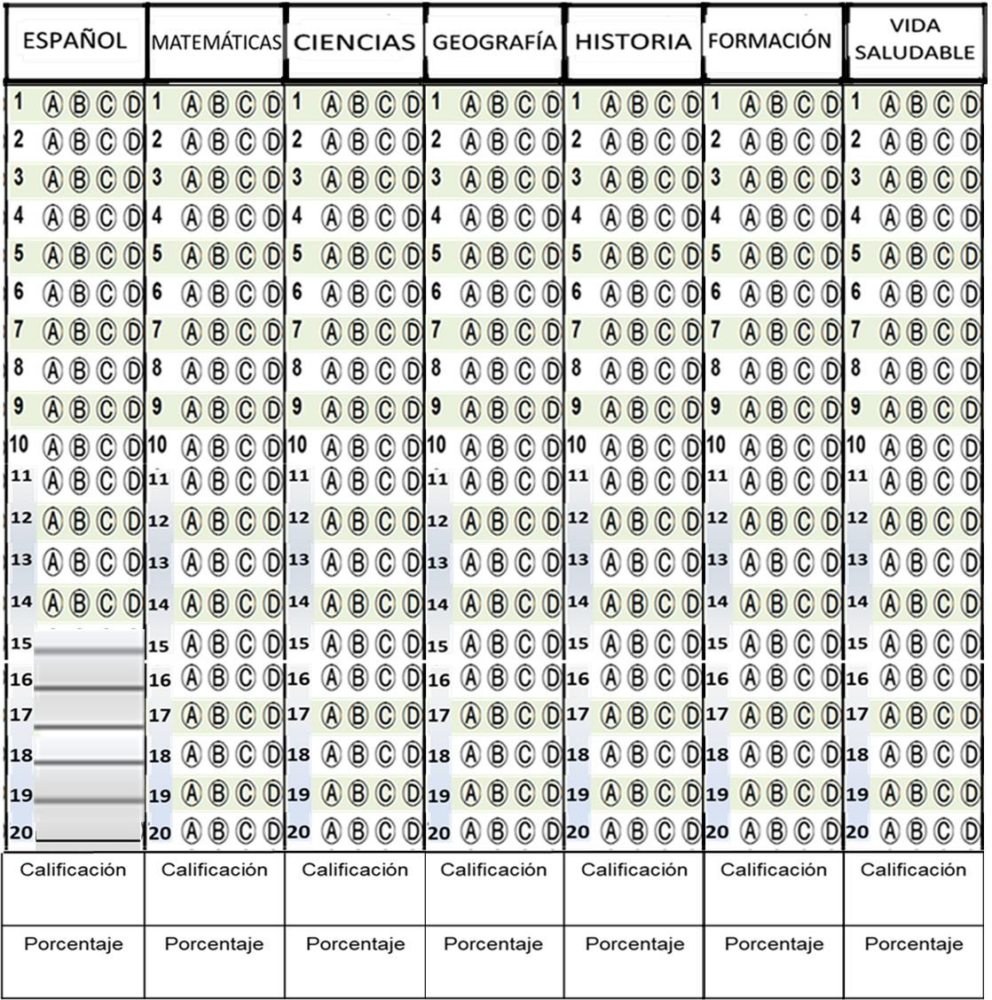 ESPAÑOL MATEMÁTICAS CIENCIAS GEOGRAFÍA HISTORIA FORMACIÓN VIDA SALUDABLE
1 A B C D 1 A B C D 1 A B C D 1 A B C D 1 A B C D 1 A B C D 1 A B C D
2 A B C D 2 A B C D 2 A B C D 2 A B C D 2 A B C D 2 A B C D 2 A B C D
3 A B C D 3 A B C D 3 A B C D 3 A B C D 3 A B C D 3 A B C D 3 A B C D
4 A B C D 4 A B C D 4 A B C D 4 A B C D 4 A B C D 4 A B C D 4 A B C D
5 A B C D 5 A B C D 5 A B C D 5 A B C D 5 A B C D 5 A B C D 5 A B C D
6 A B C D 6 A B C D 6 A B C D 6 A B C D 6 A B C D 6 A B C D 6 A B C D
7 A B C D 7 A B C D 7 A B C D 7 A B C D 7 A B C D 7 A B C D 7 A B C D
8 A B C D 8 A B C D 8 A B C D 8 A B C D 8 A B C D 8 A B C D 8 A B C D
9 A B C D 9 A B C D 9 A B C D 9 A B C D 9 A B C D 9 A B C D 9 A B C D
10 A B C D 10 A B C D 10 A B C D 10 A B C D 10 A B C D 10 A B C D 10 A B C D
11 A B C D 11 A B C D 11 A B C D 11 A B C D 11 A B C D 11 A B C D 11 A B C D
12 A B C D 12 A B C D 12 A B C D 12 A B C D 12 A B C D 12 A B C D 12 A B C D
13 A B C D 13 A B C D 13 A B C D 13 A B C D 13 A B C D 13 A B C D 13 A B C D
14 A B C D 14 A B C D 14 A B C D 14 A B C D 14 A B C D 14 A B C D 14 A B C D
15 15 A B C D 15 A B C D 15 A B C D 15 A B C D 15 A B C D 15 A B C D
16 16 A B C D 16 A B C D 16 A B C D 16 A B C D 16 A B C D 16 A B C D
17 17 A B C D 17 A B C D 17 A B C D 17 A B C D 17 A B C D 17 A B C D
18 18 A B C D 18 A B C D 18 A B C D 18 A B C D 18 A B C D 18 A B C D
19 19 A B C D 19 A B C D 19 A B C D 19 A B C D 19 A B C D 19 A B C D
20 20 A B C D 20 A B C D 20 A B C D 20 A B C D 20 A B C D 20 A B C D
Calificación Calificación Calificación Calificación Calificación Calificación Calificación
Porcentaje Porcentaje Porcentaje Porcentaje Porcentaje Porcentaje Porcentaje